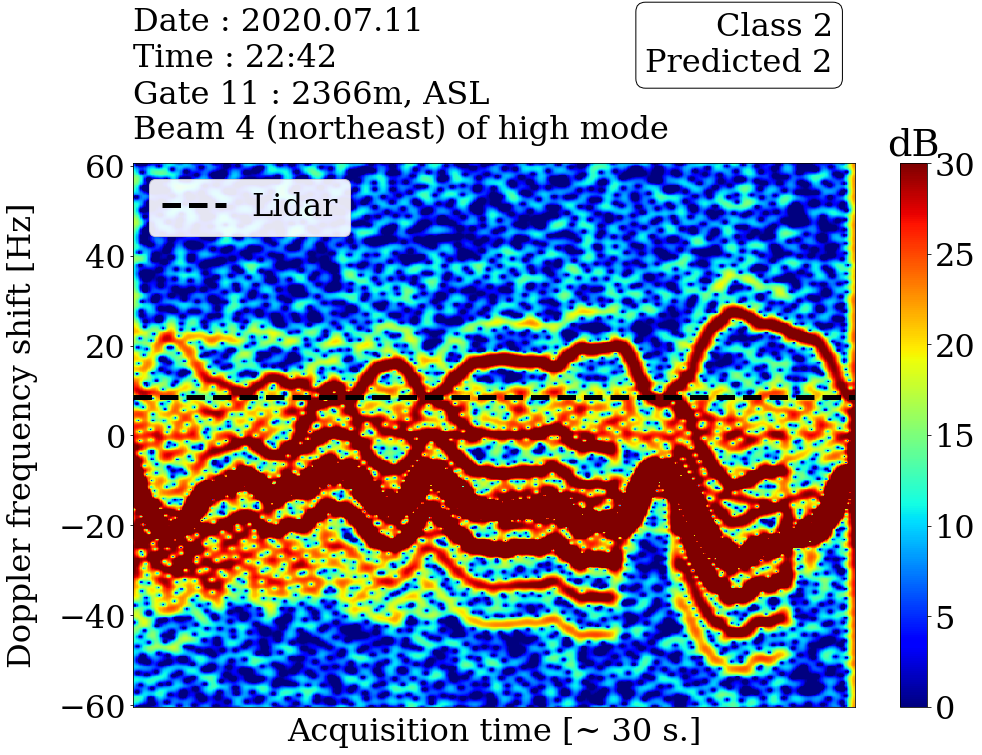 Date : 2020.07.11
Time : 22:42
Gate 11 : 2366m, ASL
Beam 4 (northeast) of high mode
Class 2
Predicted 2
dB
Lidar
Doppler frequency shift [Hz]
60
40
20
0
−20
−40
−60
30
25
20
15
10
5
0
Acquisition time [~ 30 s.]